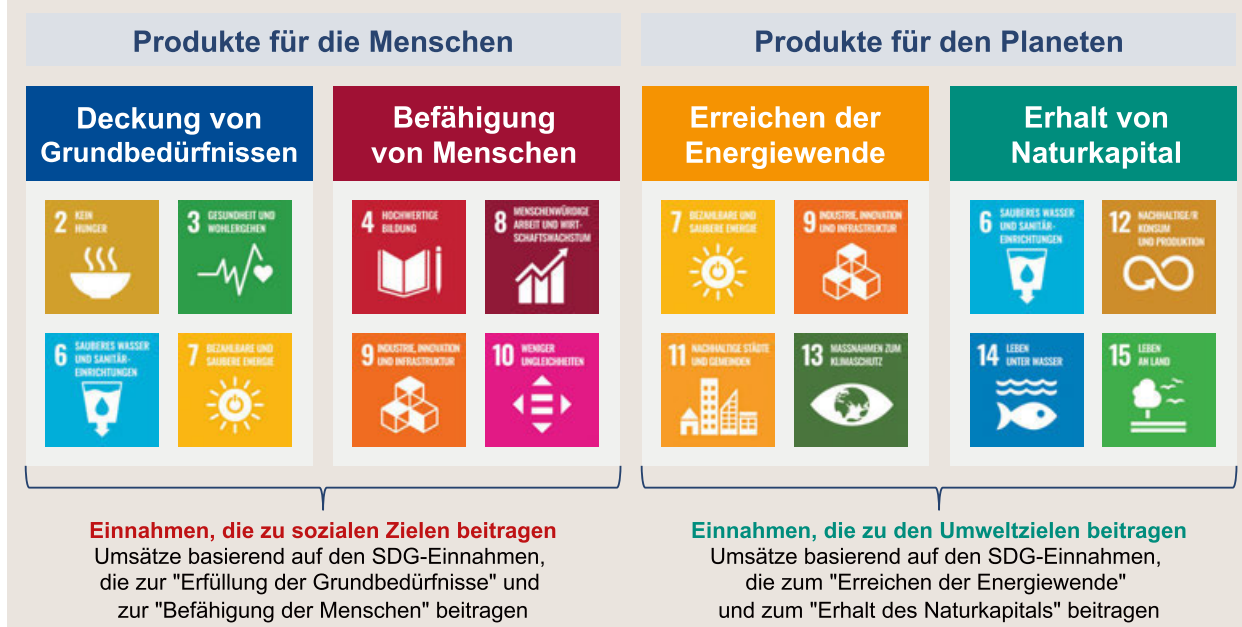 Produkte für die Menschen
Produkte für den Planeten
Deckung von
Grundbedürfnissen
Befähigung
von Menschen
Erreichen der
Energiewende
Erhalt von
Naturkapital
2 KEIN
HUNGER
3 GESUNDHEIT UND
WOHLERGEHEN
6 SAUBERES WASSER
UND SANITÄR-
EINRICHTUNGEN
7 BEZAHLBARE UND
SAUBERE ENERGIE
4 HOCHWERTIGE
BILDUNG
8 MENSCHENWÜRDIGE
ARBEIT UND WIRT-
SCHAFTSWACHSTUM
9 INDUSTRIE, INNOVATION
UND INFRASTRUKTUR
10 WENIGER
UNGLEICHHEITEN
7 BEZAHLBARE UND
SAUBERE ENERGIE
9 INDUSTRIE, INNOVATION
UND INFRASTRUKTUR
11 NACHHALTIGE STÄDTE
UND GEMEINDEN
13 MASSNAHMEN ZUM
KLIMASCHUTZ
6 SAUBERES WASSER
UND SANITÄR-
EINRICHTUNGEN
12 NACHHALTIGE/R
KONSUM
UND PRODUKTION
14 LEBEN
UNTER WASSER
15 LEBEN
AN LAND
Einnahmen, die zu sozialen Zielen beitragen
Umsätze basierend auf den SDG-Einnahmen,
die zur "Erfüllung der Grundbedürfnisse" und
zur "Befähigung der Menschen" beitragen
Einnahmen, die zu den Umweltzielen beitragen
Umsätze basierend auf den SDG-Einnahmen,
die zum "Erreichen der Energiewende"
und zum "Erhalt des Naturkapitals" beitragen